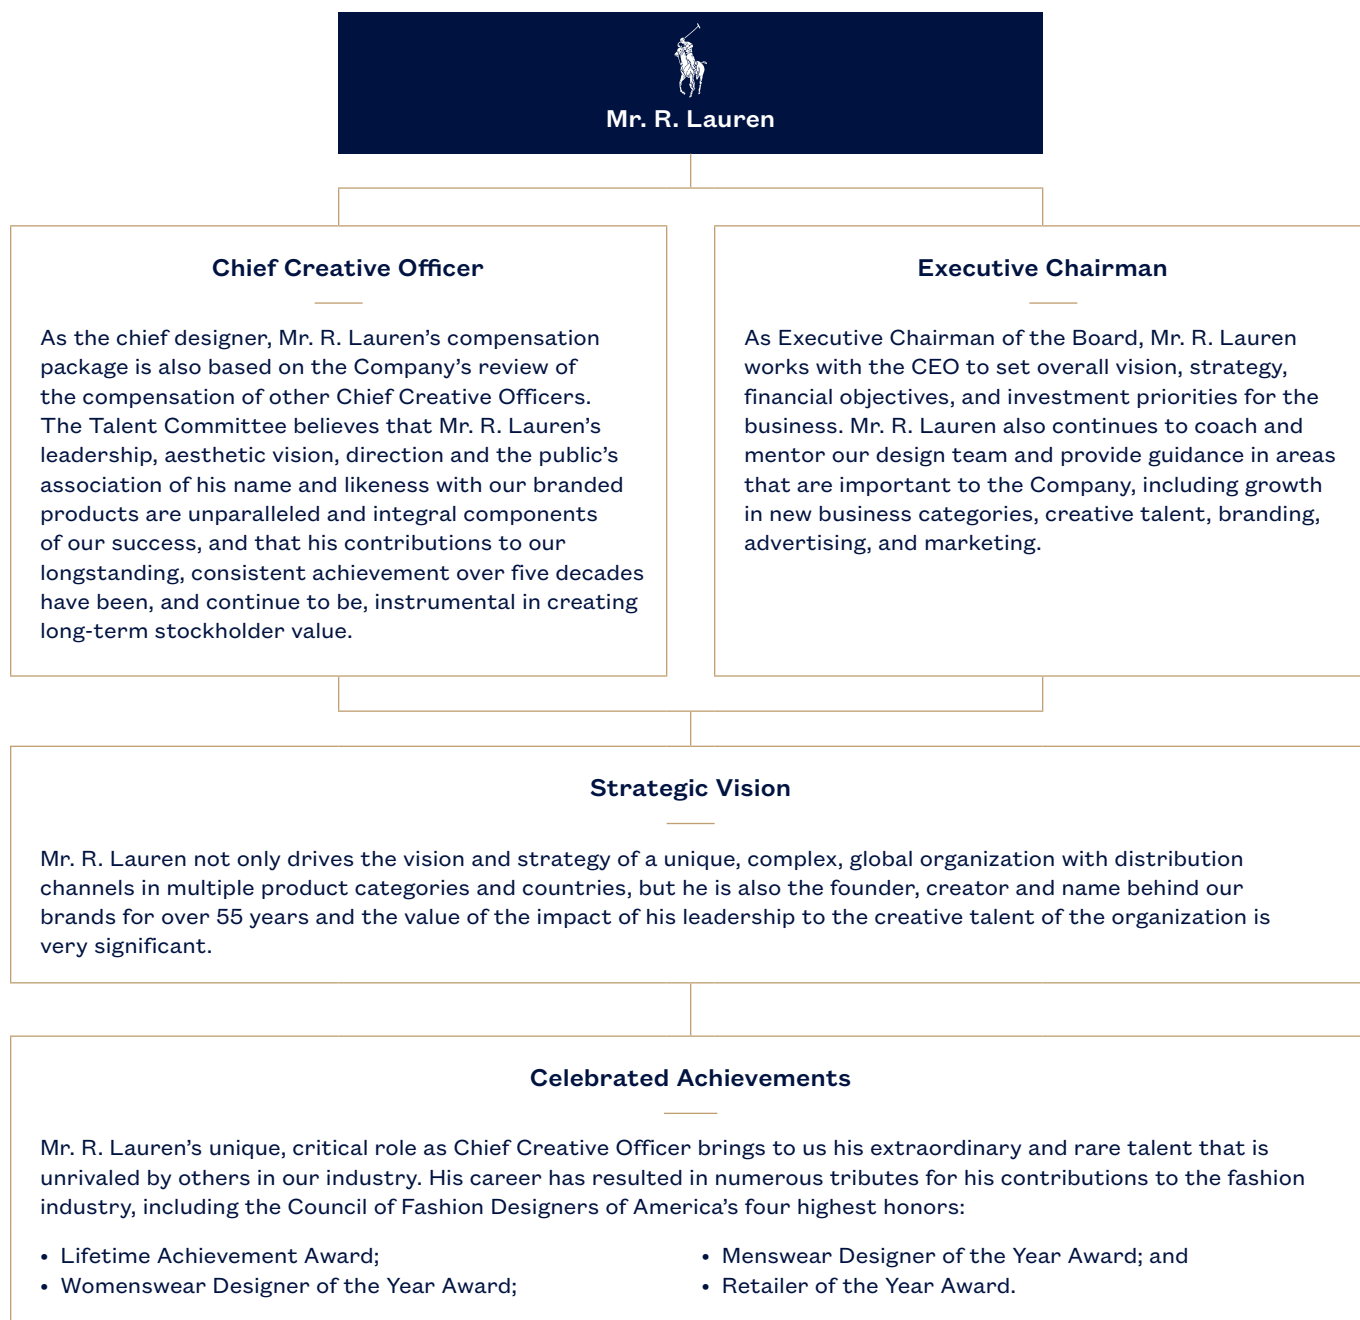 Mr. R. Lauren
Chief Creative Officer
As the chief designer, Mr. R. Lauren’s compensation
package is also based on the Company’s review of
the compensation of other Chief Creative Officers.
The Talent Committee believes that Mr. R. Lauren’s
leadership, aesthetic vision, direction and the public’s
association of his name and likeness with our branded
products are unparalleled and integral components
of our success, and that his contributions to our
longstanding, consistent achievement over five decades
have been, and continue to be, instrumental in creating
long-term stockholder value.
Executive Chairman
As Executive Chairman of the Board, Mr. R. Lauren
works with the CEO to set overall vision, strategy,
financial objectives, and investment priorities for the
business. Mr. R. Lauren also continues to coach and
mentor our design team and provide guidance in areas
that are important to the Company, including growth
in new business categories, creative talent, branding,
advertising, and marketing.
Strategic Vision
Mr. R. Lauren not only drives the vision and strategy of a unique, complex, global organization with distribution
channels in multiple product categories and countries, but he is also the founder, creator and name behind our
brands for over 55 years and the value of the impact of his leadership to the creative talent of the organization is
very significant.
Celebrated Achievements
Mr. R. Lauren’s unique, critical role as Chief Creative Officer brings to us his extraordinary and rare talent that is
unrivaled by others in our industry. His career has resulted in numerous tributes for his contributions to the fashion
industry, including the Council of Fashion Designers of America’s four highest honors:
• Lifetime Achievement Award;
• Womenswear Designer of the Year Award;
• Menswear Designer of the Year Award; and
• Retailer of the Year Award.